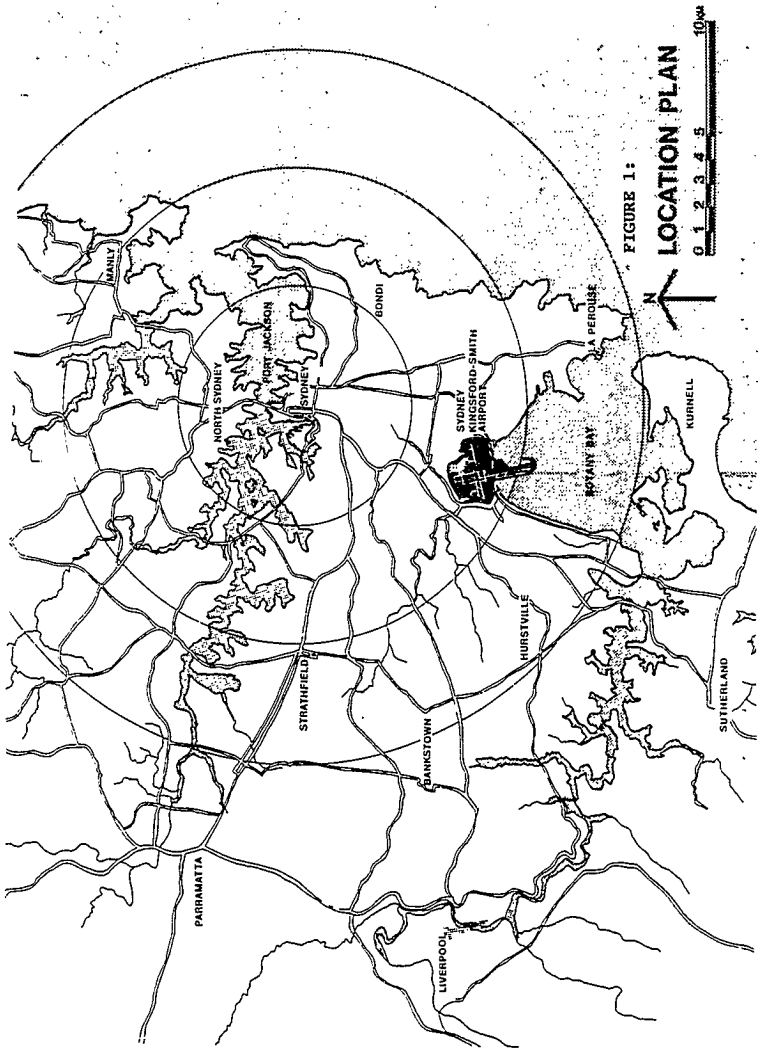 MANLY
NORTH SYDNEY
PORT JACKSON
SYDNEY
BONDI
SYDNEY
KINGSFORD-SMITH
AIRPORT
LA PEROUSE
BOTANY BAY
KURNELL
STRATHFIELD
HURSTVILLE
BANKSTOWN
SUTHERLAND
PARRAMATTA
LIVERPOOL
FIGURE 1:
LOCATION PLAN
N
0 1 2 3 4 5 10KM